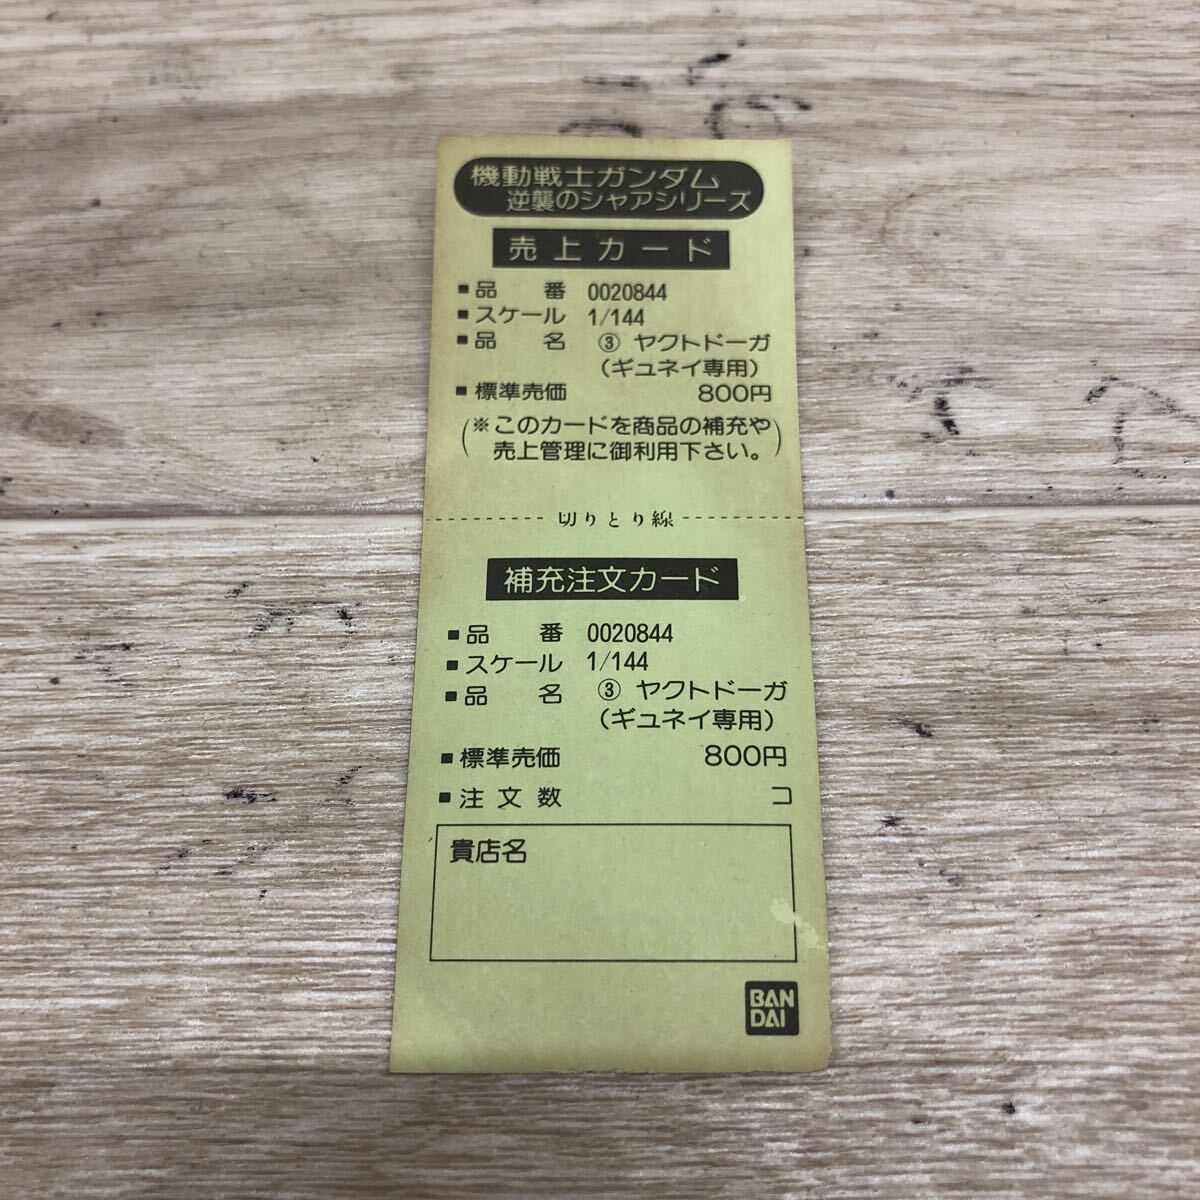 機動戦士ガンダム
逆襲のシャアシリーズ
売上カード
■品　番 0020844
■スケール 1/144
■品　名 ③ ヤクトドーガ
（ギュネイ専用）
■標準売価 800円
（※このカードを商品の補充や
売上管理に御利用下さい。）
切りとり線
補充注文カード
■品　番 0020844
■スケール 1/144
■品　名 ③ ヤクトドーガ
（ギュネイ専用）
■標準売価 800円
■注文数 コ
貴店名
BAN
DAI